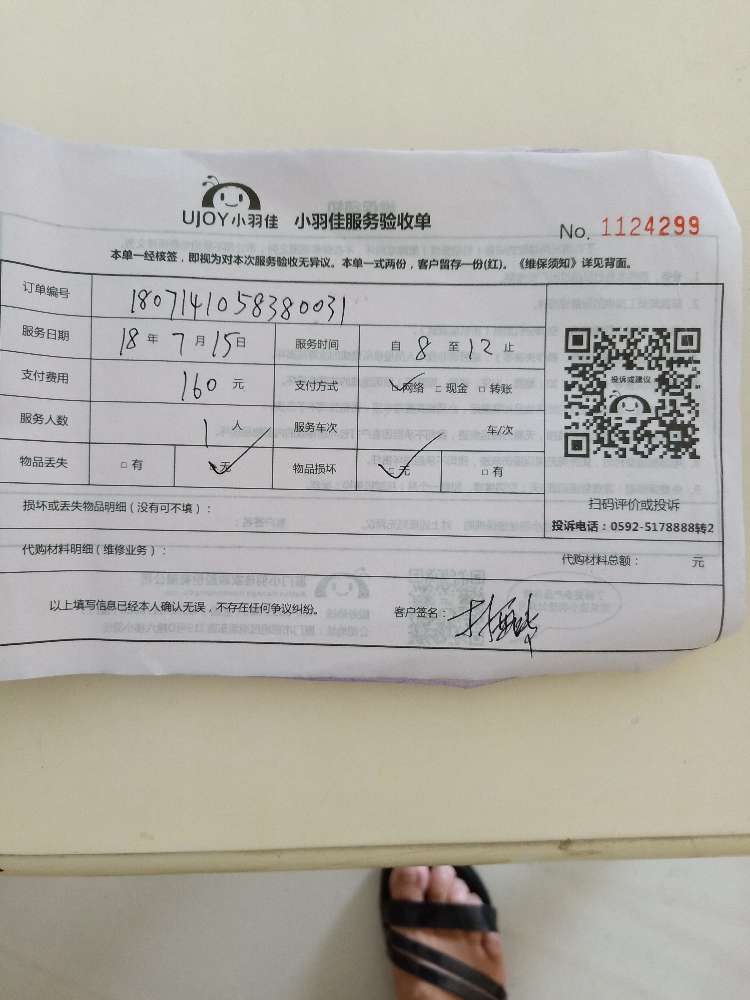 UJOY小羽佳 小羽佳服务验收单
No. 1124299
本单一经核签，即视为对本次服务验收无异议。本单一式两份，客户留存一份(红)。《维保须知》详见背面。
订单编号 1807141058380031
服务日期 18 年 7 月 15 日 服务时间 自 8 至 12 止
支付费用 160 元 支付方式 ☑网络 □现金 □转账
服务人数 1 人 服务车次 车/次
物品丢失 □有 ☑无 物品损坏 ☑无 □有
投诉或建议
扫码评价或投诉
投诉电话：0592-5178888转2
损坏或丢失物品明细（没有可不填）：
代购材料明细（维修业务）： 代购材料总额： 元
以上填写信息已经本人确认无误，不存在任何争议纠纷。 客户签名：